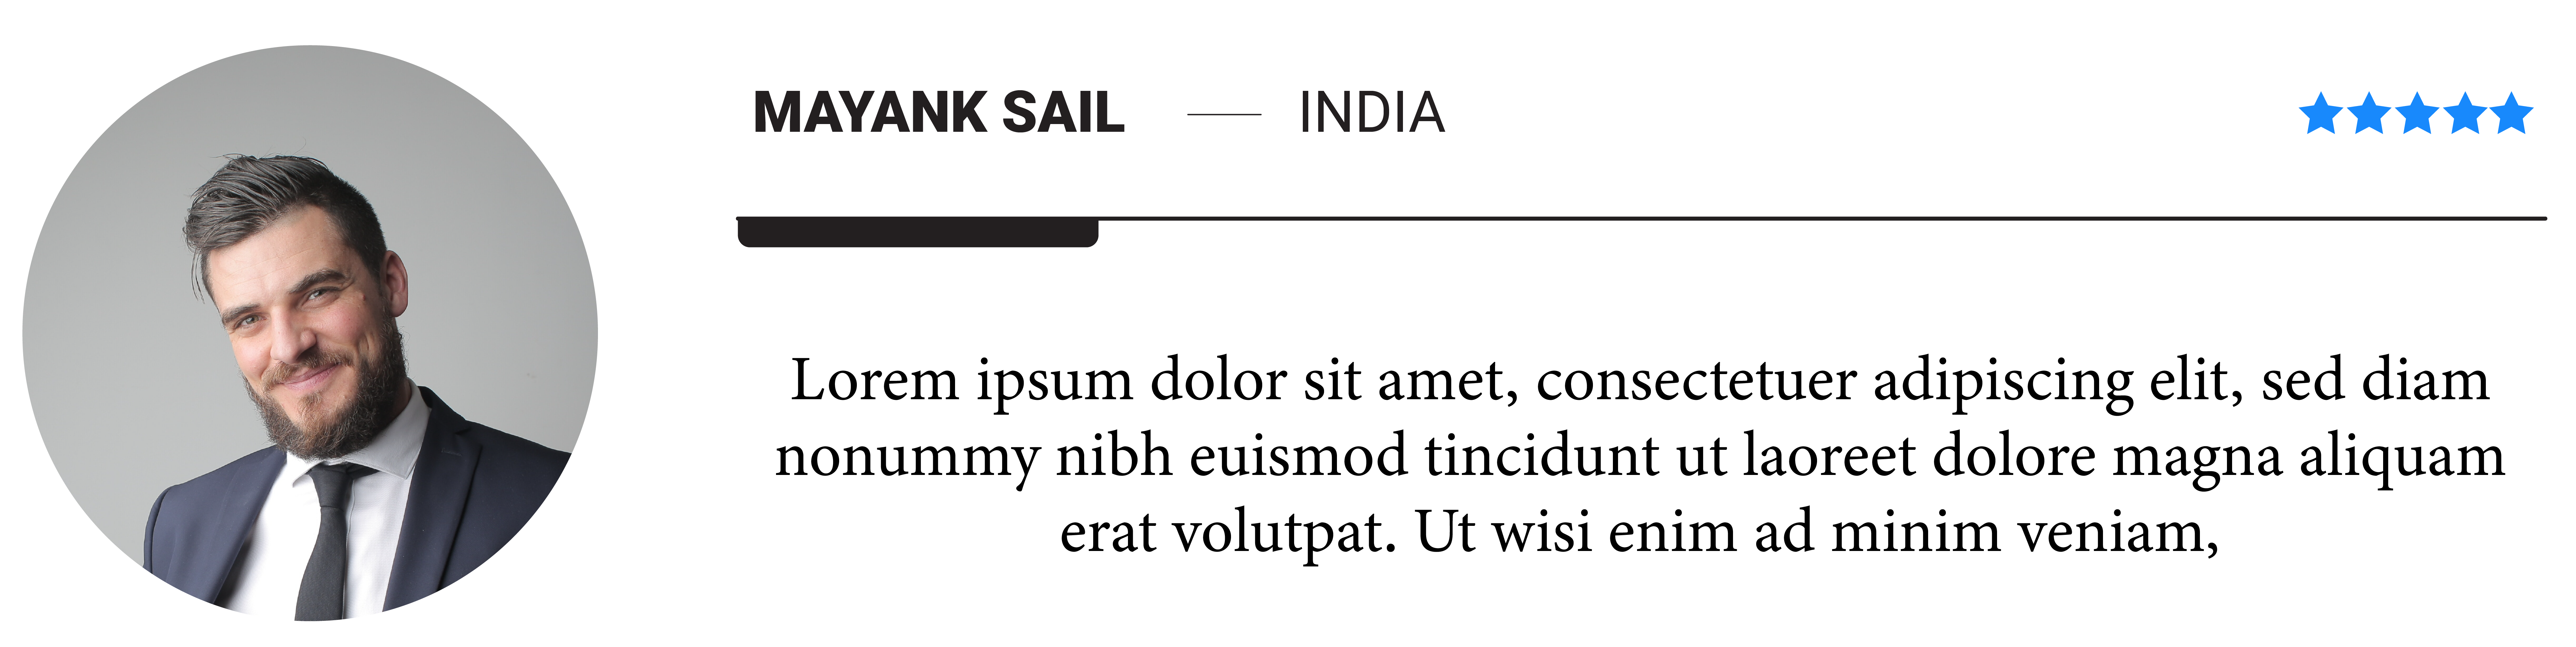 MAYANK SAIL — INDIA
Lorem ipsum dolor sit amet, consectetuer adipiscing elit, sed diam
nonummy nibh euismod tincidunt ut laoreet dolore magna aliquam
erat volutpat. Ut wisi enim ad minim veniam,